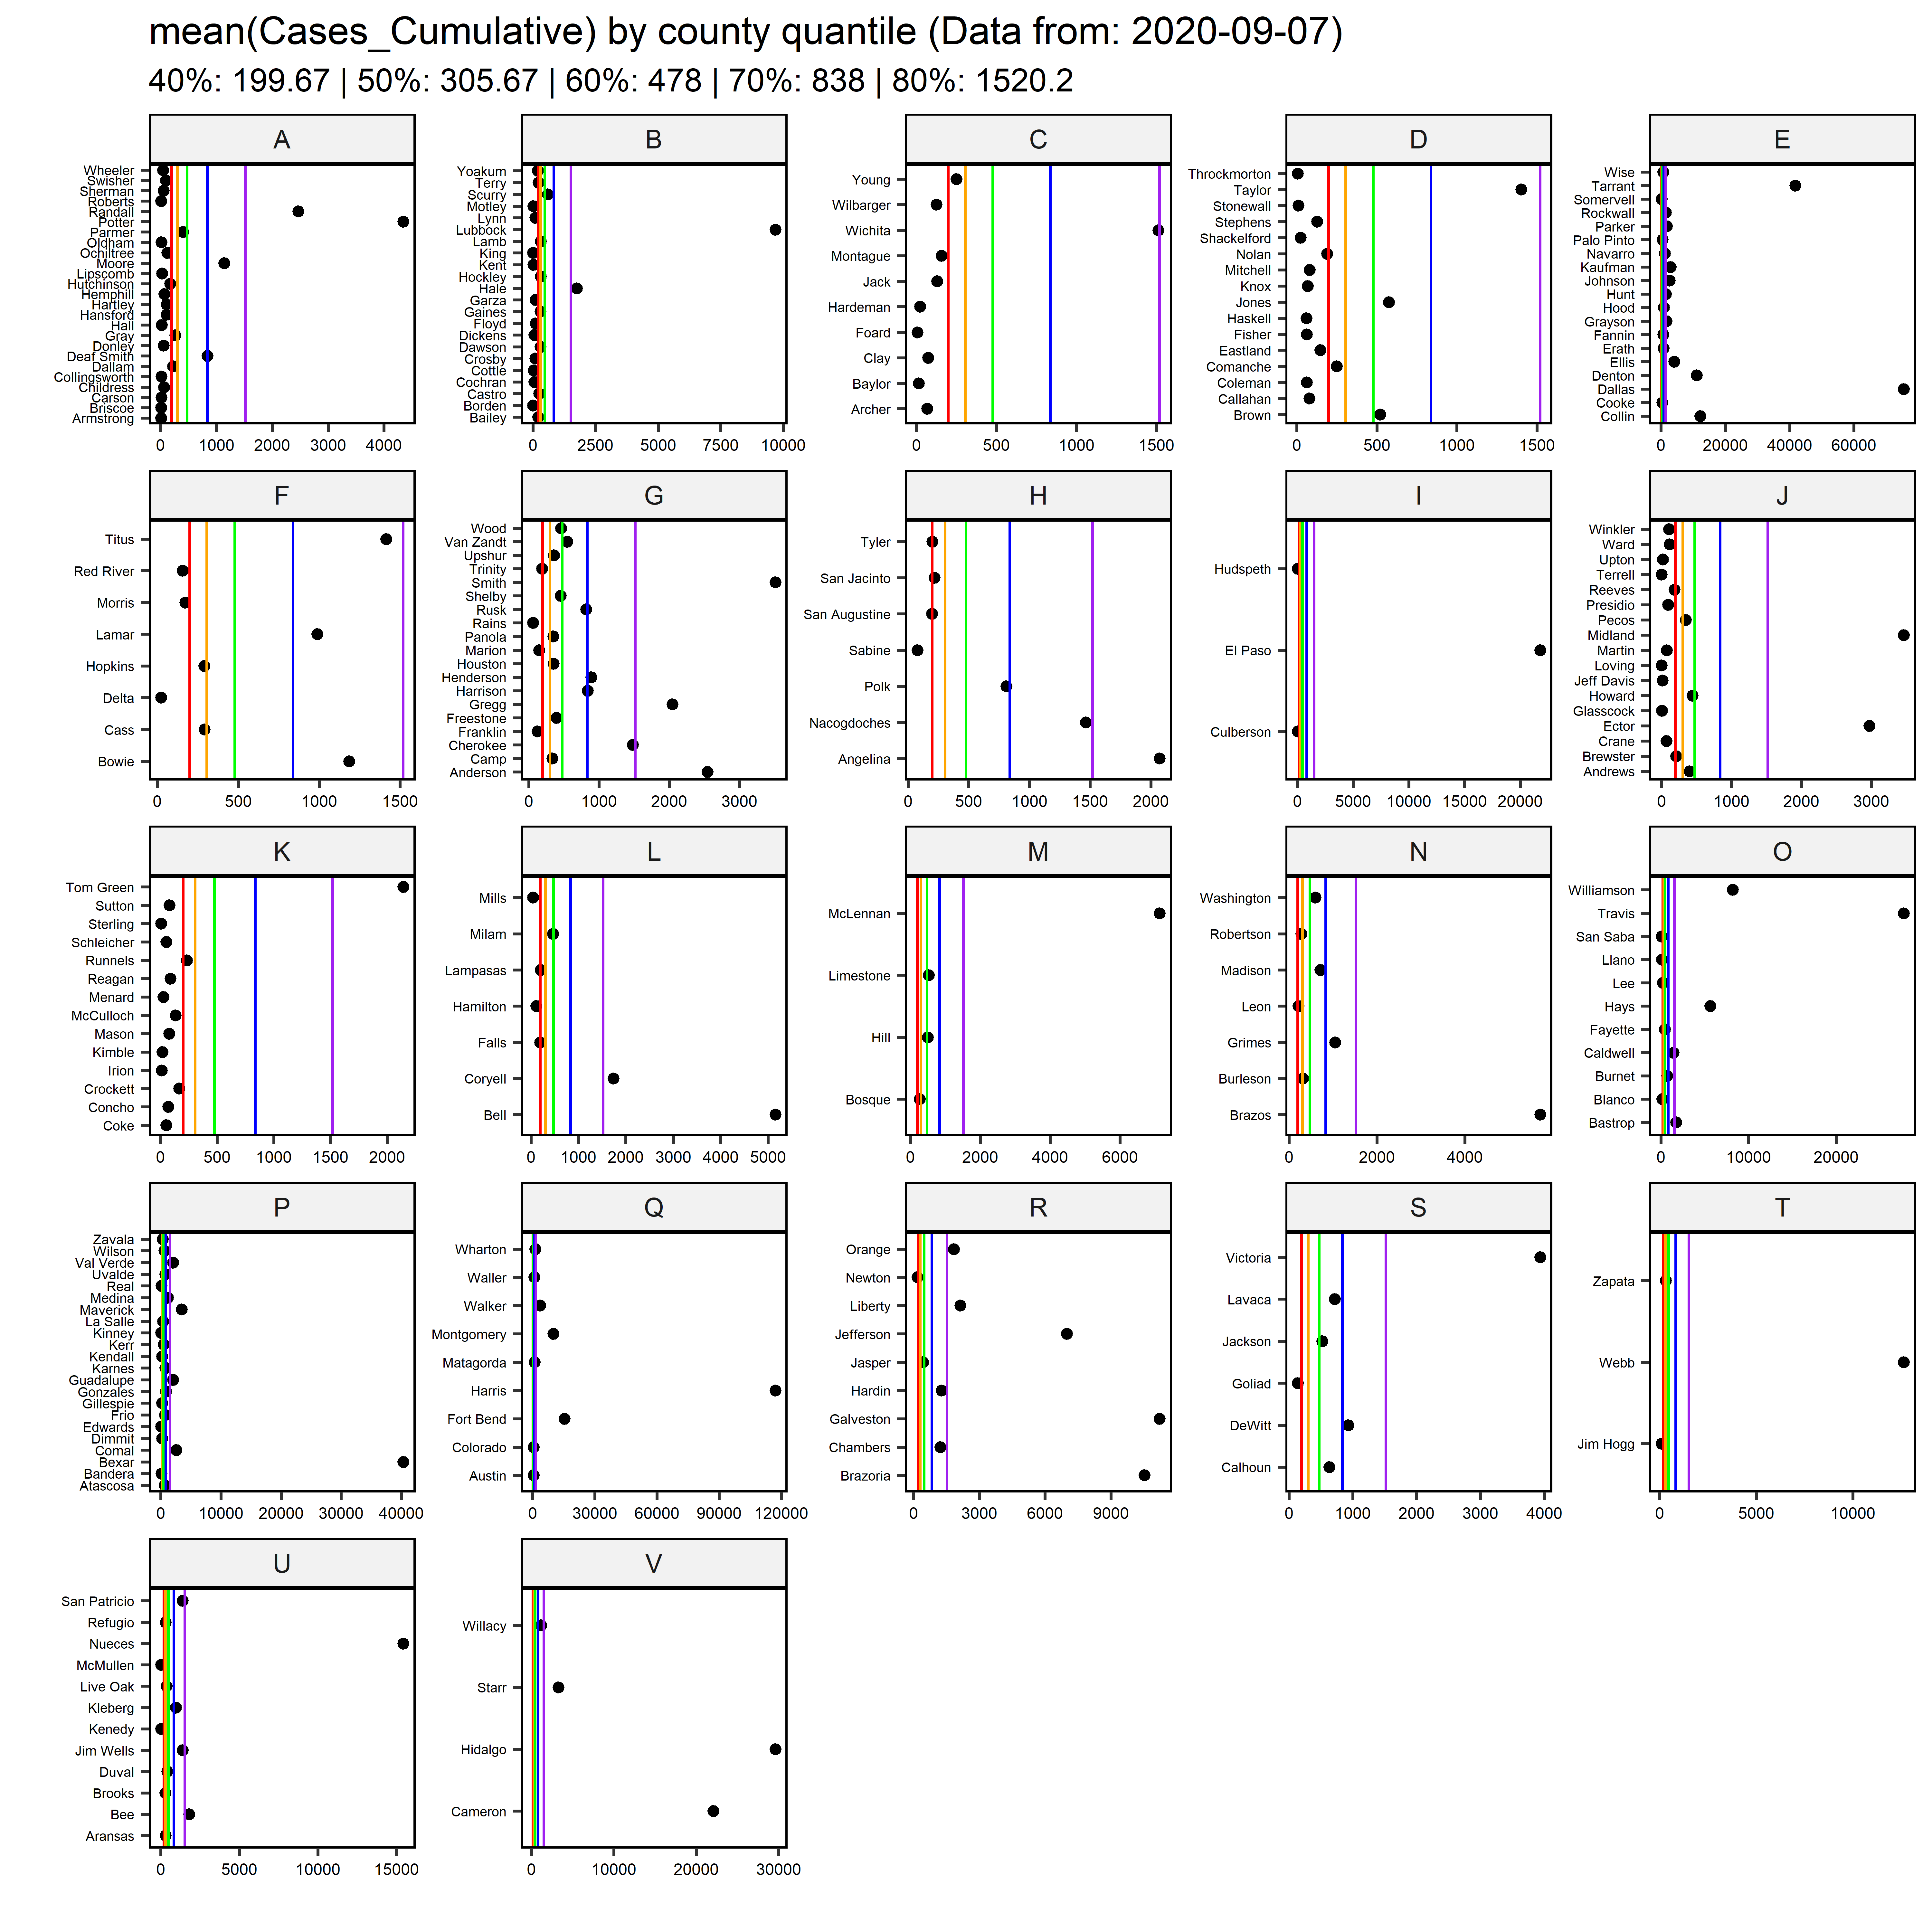 mean(Cases_Cumulative) by county quantile (Data from: 2020-09-07)
40%: 199.67 | 50%: 305.67 | 60%: 478 | 70%: 838 | 80%: 1520.2
A
Wheeler
Swisher
Sherman
Roberts
Randall
Potter
Parmer
Oldham
Ochiltree
Moore
Lipscomb
Hutchinson
Hemphill
Hartley
Hansford
Hall
Gray
Donley
Deaf Smith
Dallam
Collingsworth
Childress
Carson
Briscoe
Armstrong
0 1000 2000 3000 4000
B
Yoakum
Terry
Scurry
Motley
Lynn
Lubbock
Lamb
King
Kent
Hockley
Hale
Garza
Gaines
Floyd
Dickens
Dawson
Crosby
Cottle
Cochran
Castro
Borden
Bailey
0 2500 5000 7500 10000
C
Young
Wilbarger
Wichita
Montague
Jack
Hardeman
Foard
Clay
Baylor
Archer
0 500 1000 1500
D
Throckmorton
Taylor
Stonewall
Stephens
Shackelford
Nolan
Mitchell
Knox
Jones
Haskell
Fisher
Eastland
Comanche
Coleman
Callahan
Brown
0 500 1000 1500
E
Wise
Tarrant
Somervell
Rockwall
Parker
Palo Pinto
Navarro
Kaufman
Johnson
Hunt
Hood
Grayson
Fannin
Erath
Ellis
Denton
Dallas
Cooke
Collin
0 20000 40000 60000
F
Titus
Red River
Morris
Lamar
Hopkins
Delta
Cass
Bowie
0 500 1000 1500
G
Wood
Van Zandt
Upshur
Trinity
Smith
Shelby
Rusk
Rains
Panola
Marion
Houston
Henderson
Harrison
Gregg
Freestone
Franklin
Cherokee
Camp
Anderson
0 1000 2000 3000
H
Tyler
San Jacinto
San Augustine
Sabine
Polk
Nacogdoches
Angelina
0 500 1000 1500 2000
I
Hudspeth
El Paso
Culberson
0 5000 10000 15000 20000
J
Winkler
Ward
Upton
Terrell
Reeves
Presidio
Pecos
Midland
Martin
Loving
Jeff Davis
Howard
Glasscock
Ector
Crane
Brewster
Andrews
0 1000 2000 3000
K
Tom Green
Sutton
Sterling
Schleicher
Runnels
Reagan
Menard
McCulloch
Mason
Kimble
Irion
Crockett
Concho
Coke
0 500 1000 1500 2000
L
Mills
Milam
Lampasas
Hamilton
Falls
Coryell
Bell
0 1000 2000 3000 4000 5000
M
McLennan
Limestone
Hill
Bosque
0 2000 4000 6000
N
Washington
Robertson
Madison
Leon
Grimes
Burleson
Brazos
0 2000 4000
O
Williamson
Travis
San Saba
Llano
Lee
Hays
Fayette
Caldwell
Burnet
Blanco
Bastrop
0 10000 20000
P
Zavala
Wilson
Val Verde
Uvalde
Real
Medina
Maverick
La Salle
Kinney
Kerr
Kendall
Karnes
Guadalupe
Gonzales
Gillespie
Frio
Edwards
Dimmit
Comal
Bexar
Bandera
Atascosa
0 10000 20000 30000 40000
Q
Wharton
Waller
Walker
Montgomery
Matagorda
Harris
Fort Bend
Colorado
Austin
0 30000 60000 90000 120000
R
Orange
Newton
Liberty
Jefferson
Jasper
Hardin
Galveston
Chambers
Brazoria
0 3000 6000 9000
S
Victoria
Lavaca
Jackson
Goliad
DeWitt
Calhoun
0 1000 2000 3000 4000
T
Zapata
Webb
Jim Hogg
0 5000 10000
U
San Patricio
Refugio
Nueces
McMullen
Live Oak
Kleberg
Kenedy
Jim Wells
Duval
Brooks
Bee
Aransas
0 5000 10000 15000
V
Willacy
Starr
Hidalgo
Cameron
0 10000 20000 30000